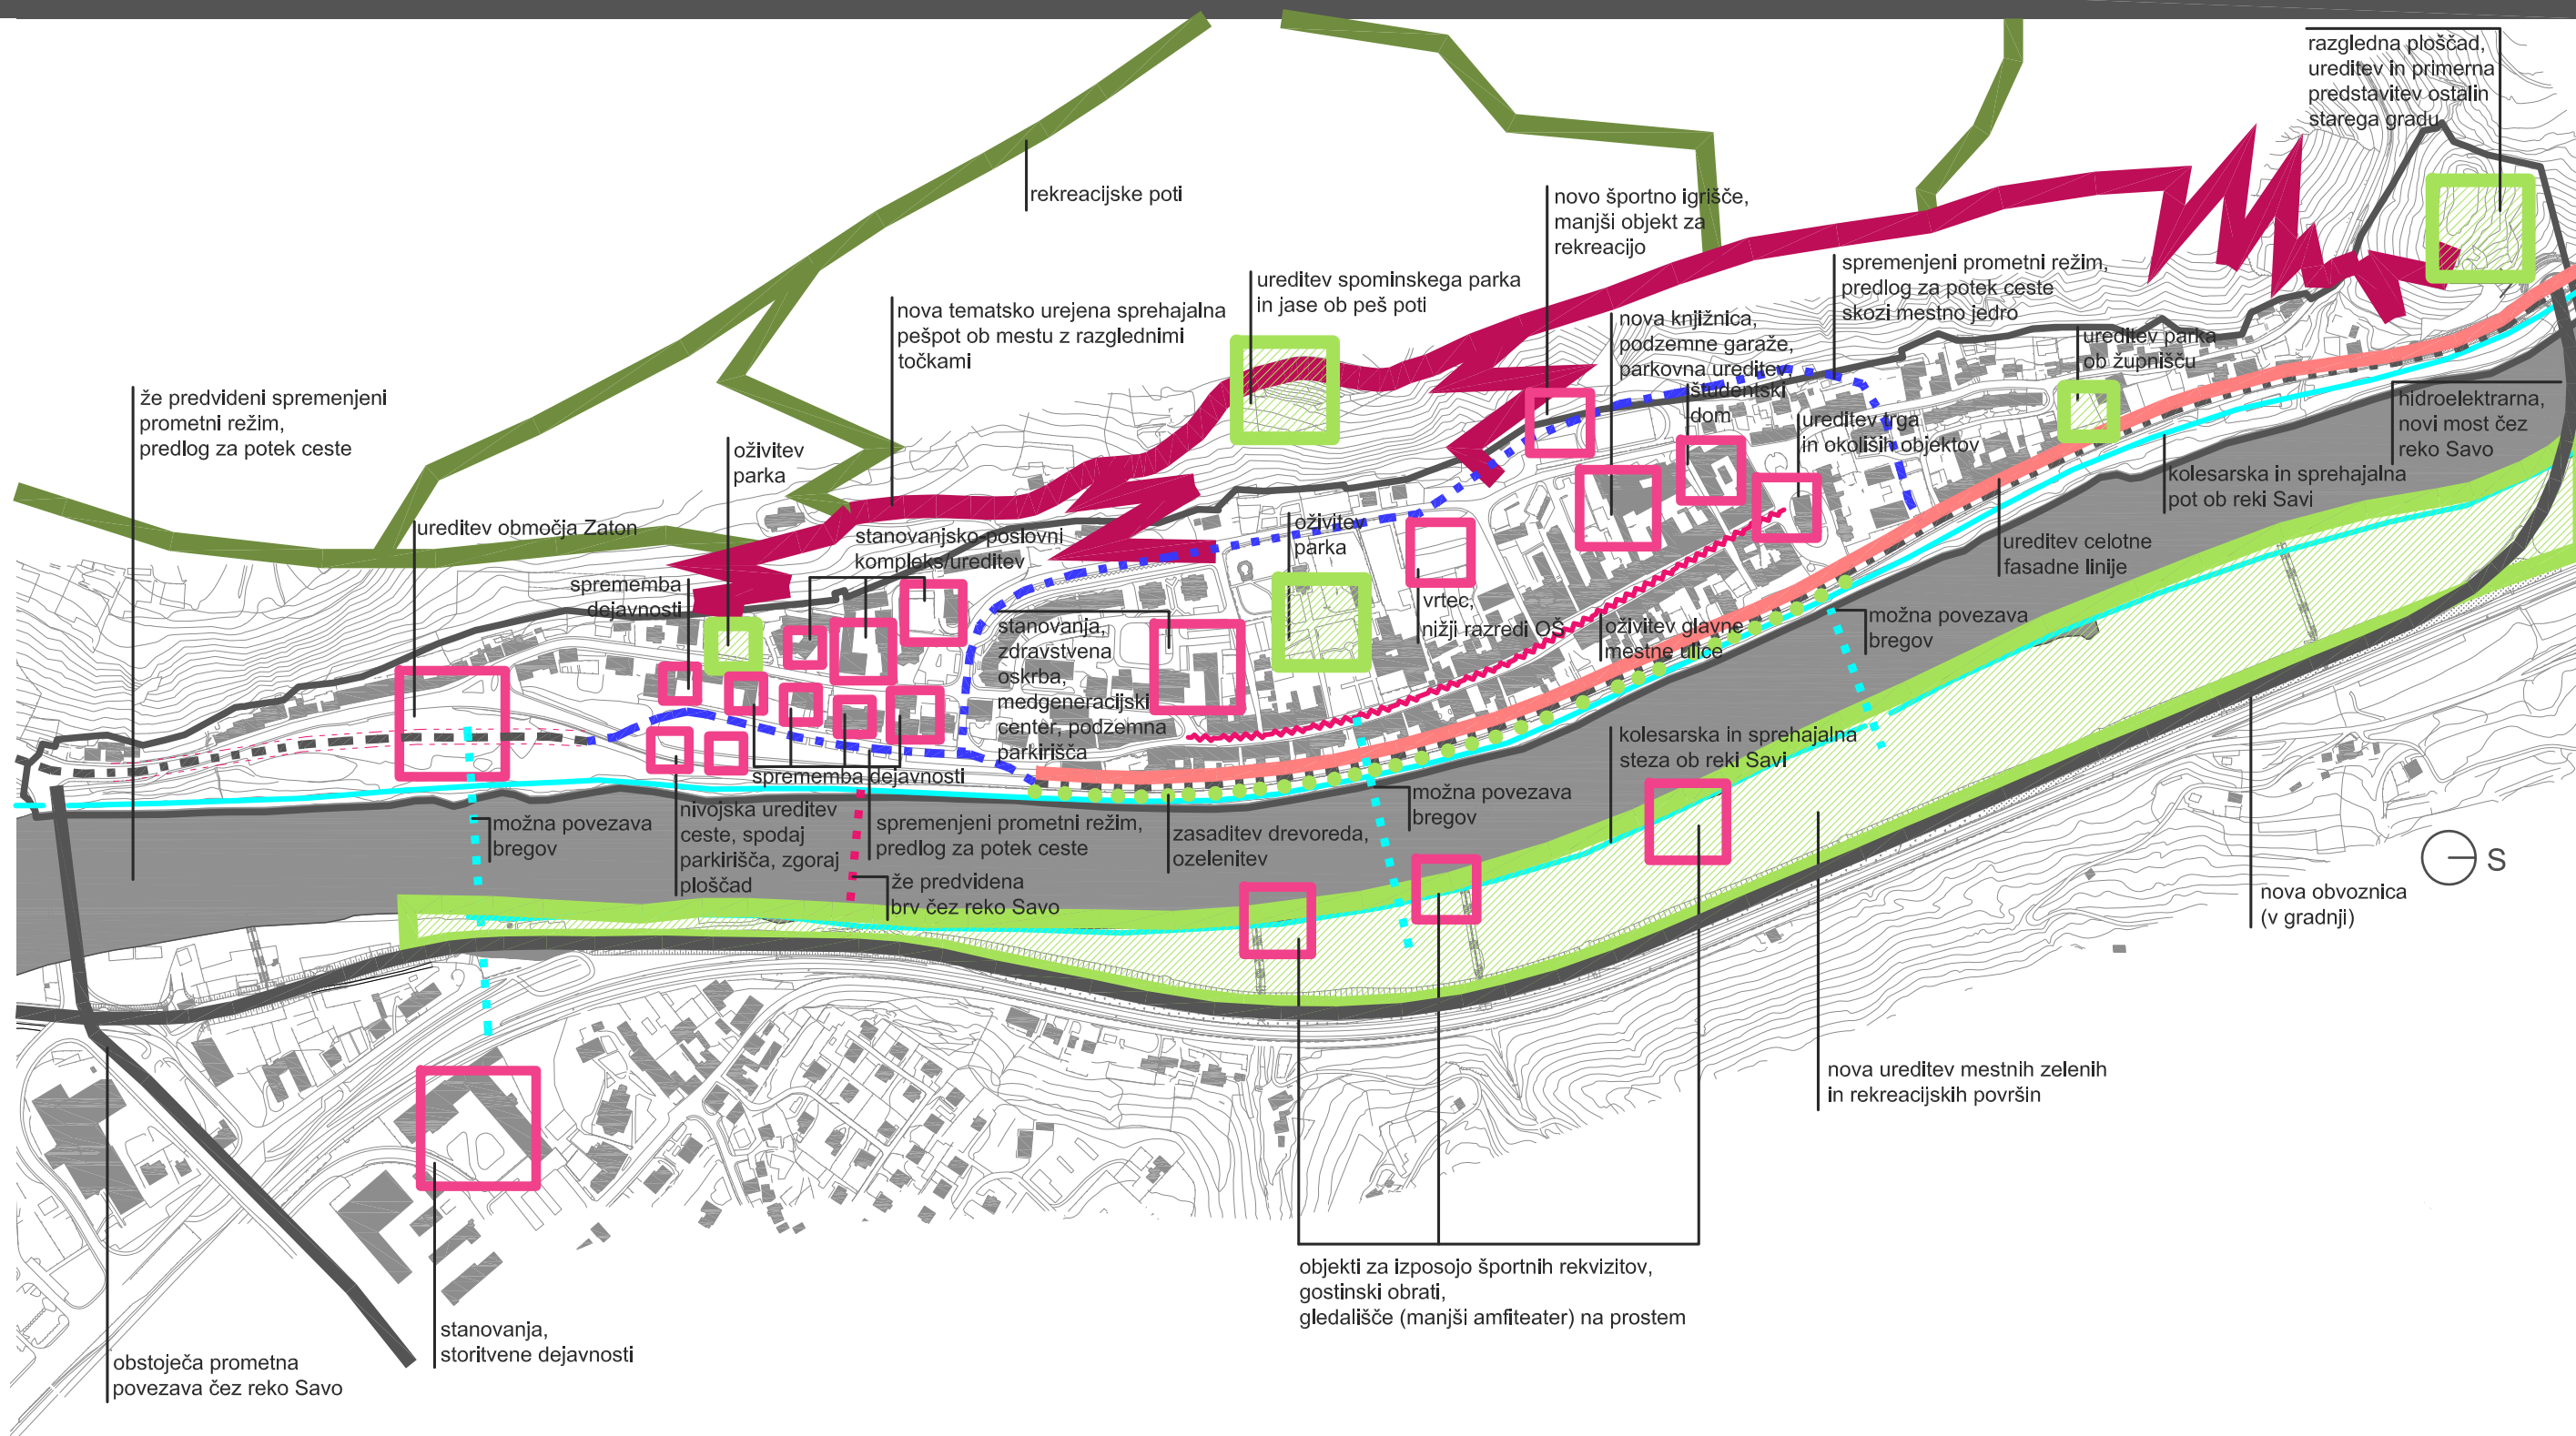 razgledna ploščad,
ureditev in primerna
predstavitev ostalin
starega gradu
rekreacijske poti
novo športno igrišče,
manjši objekt za
rekreacijo
ureditev spominskega parka
in jase ob peš poti
spremenjeni prometni režim,
predlog za potek ceste
skozi mestno jedro
nova tematsko urejena sprehajalna
pešpot ob mestu z razglednimi
točkami
nova knjižnica,
podzemne garaže,
parkovna ureditev,
študentski
dom
ureditev parka
ob župnišču
že predvideni spremenjeni
prometni režim,
predlog za potek ceste
hidroelektrarna,
novi most čez
reko Savo
ureditev trga
in okoliših objektov
oživitev
parka
kolesarska in sprehajalna
pot ob reki Savi
ureditev območja Zaton
stanovanjsko-poslovni
kompleks/ureditev
oživitev
parka
ureditev celotne
fasadne linije
sprememba
dejavnosti
vrtec,
nižji razredi OŠ
možna povezava
bregov
stanovanja,
zdravstvena
oskrba,
medgeneracijski
center, podzemna
parkirišča
oživitev glavne
mestne ulice
kolesarska in sprehajalna
steza ob reki Savi
sprememba dejavnosti
možna povezava
bregov
možna povezava
bregov
nivojska ureditev
ceste, spodaj
parkirišča, zgoraj
ploščad
spremenjeni prometni režim,
predlog za potek ceste
zasaditev drevoreda,
ozelenitev
že predvidena
brv čez reko Savo
S
nova obvoznica
(v gradnji)
nova ureditev mestnih zelenih
in rekreacijskih površin
objekti za izposojo športnih rekvizitov,
gostinski obrati,
gledališče (manjši amfiteater) na prostem
stanovanja,
storitvene dejavnosti
obstoječa prometna
povezava čez reko Savo